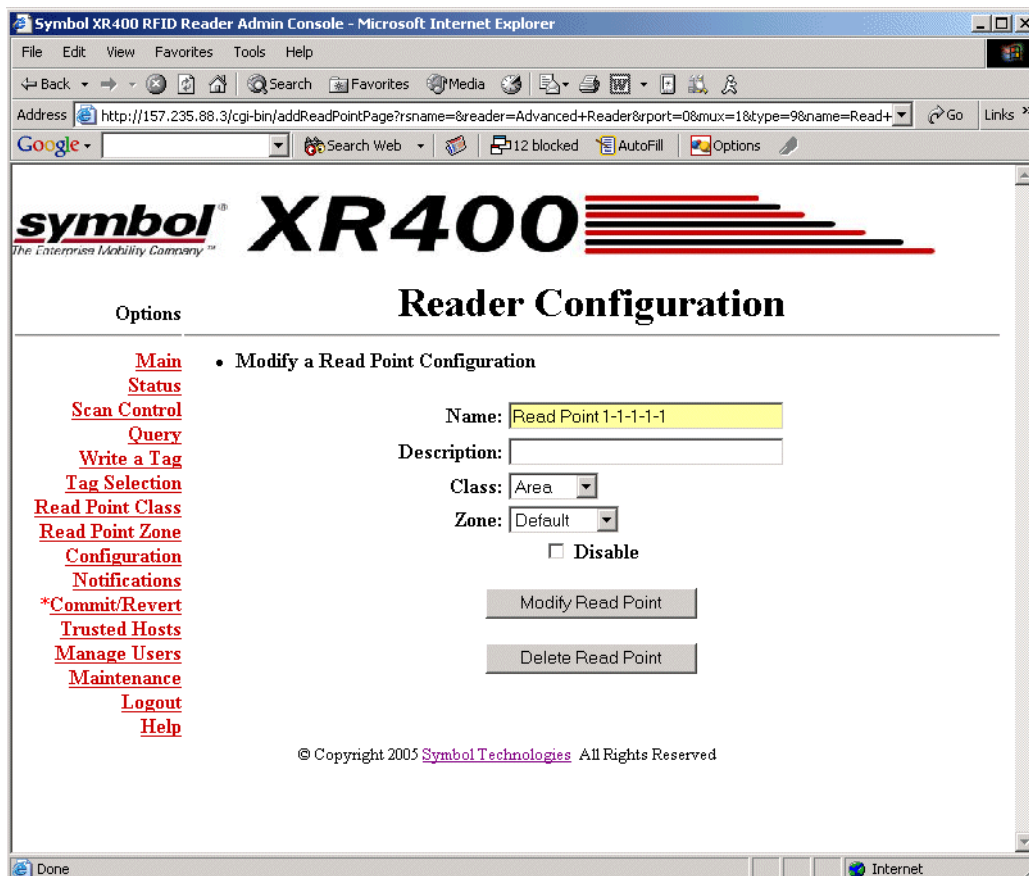 Symbol XR400 RFID Reader Admin Console - Microsoft Internet Explorer
File Edit View Favorites Tools Help
Back Search Favorites Media
Address http://157.235.88.3/cgi-bin/addReadPointPage?rsname=&reader=Advanced+Reader&rport=0&mux=1&type=9&name=Read+ Go Links »
Google Search Web 12 blocked AutoFill Options
symbol® XR400
The Enterprise Mobility Company ™
Options
Reader Configuration
Main
Status
Scan Control
Query
Write a Tag
Tag Selection
Read Point Class
Read Point Zone
Configuration
Notifications
*Commit/Revert
Trusted Hosts
Manage Users
Maintenance
Logout
Help
• Modify a Read Point Configuration
Name: Read Point 1-1-1-1-1
Description:
Class: Area
Zone: Default
Disable
Modify Read Point
Delete Read Point
© Copyright 2005 Symbol Technologies All Rights Reserved
Done Internet